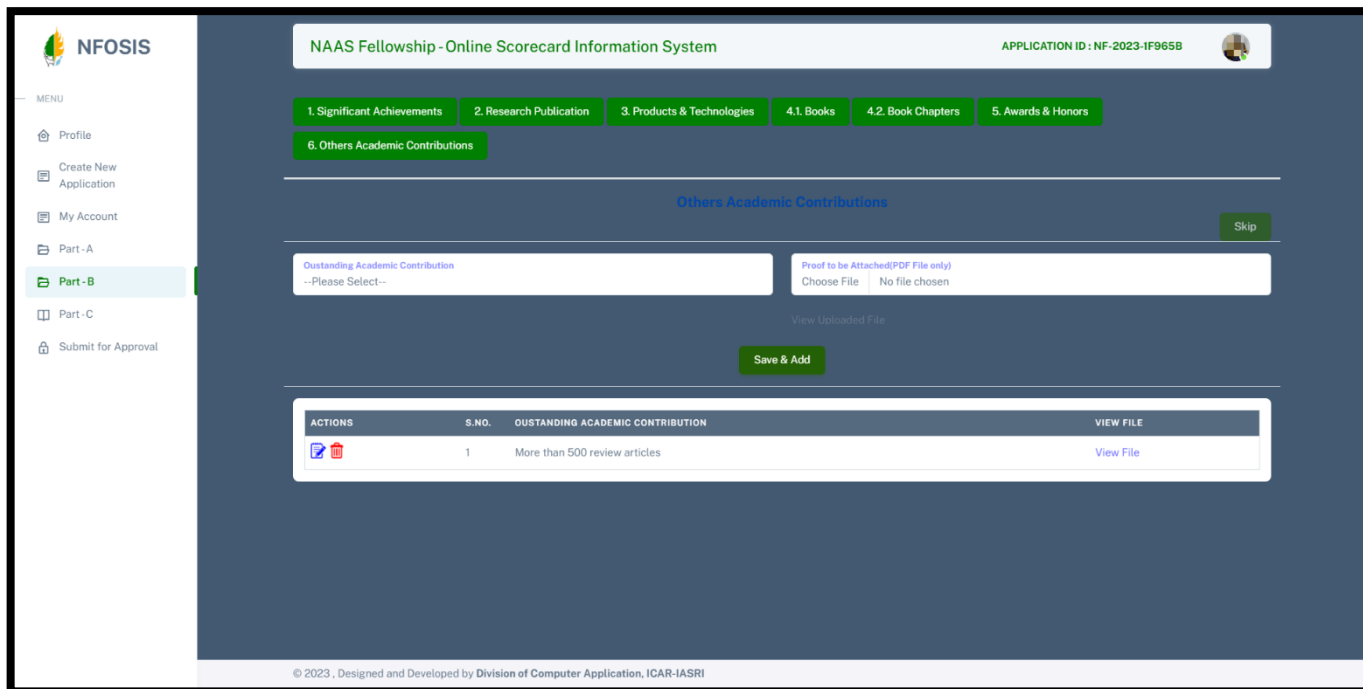 NFOSIS
NAAS Fellowship - Online Scorecard Information System
APPLICATION ID : NF-2023-1F965B
MENU
Profile
Create New
Application
My Account
Part - A
Part - B
Part - C
Submit for Approval
1. Significant Achievements
2. Research Publication
3. Products & Technologies
4.1. Books
4.2. Book Chapters
5. Awards & Honors
6. Others Academic Contributions
Others Academic Contributions
Skip
Oustanding Academic Contribution
--Please Select--
Proof to be Attached(PDF File only)
Choose File No file chosen
View Uploaded File
Save & Add
ACTIONS S.NO. OUSTANDING ACADEMIC CONTRIBUTION VIEW FILE
1 More than 500 review articles View File
© 2023 , Designed and Developed by Division of Computer Application, ICAR-IASRI